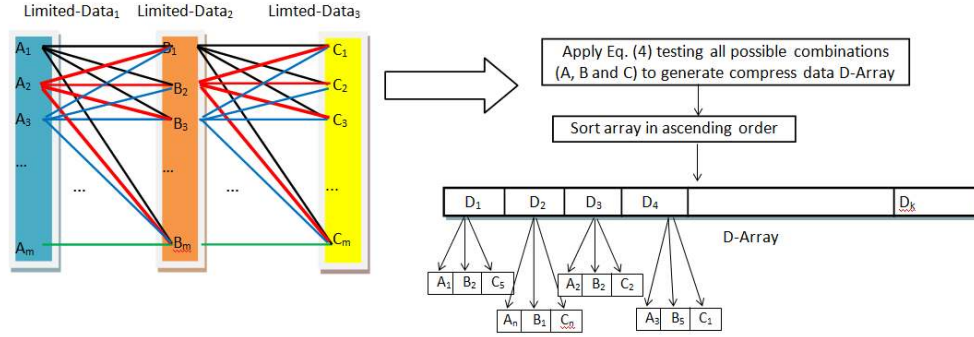 Limited-Data₁ Limited-Data₂ Limted-Data₃
A₁ B₁ C₁
A₂ B₂ C₂
A₃ B₃ C₃
... ... ...
... ...
Aₘ Bₘ Cₘ
Apply Eq. (4) testing all possible combinations
(A, B and C) to generate compress data D-Array
Sort array in ascending order
D₁ D₂ D₃ D₄ Dₖ
D-Array
A₁ B₂ C₅
A₂ B₂ C₂
Aₙ B₁ Cₙ
A₃ B₅ C₁